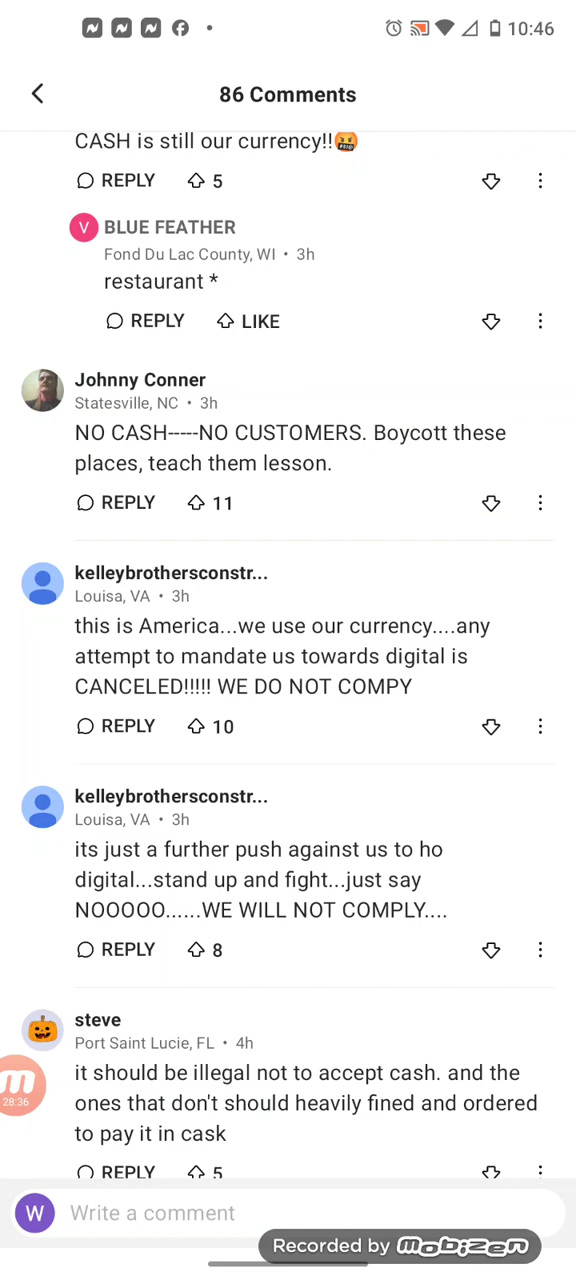 10:46
86 Comments
CASH is still our currency!!🤬
REPLY 5
V BLUE FEATHER
Fond Du Lac County, WI • 3h
restaurant *
REPLY LIKE
Johnny Conner
Statesville, NC • 3h
NO CASH-----NO CUSTOMERS. Boycott these
places, teach them lesson.
REPLY 11
kelleybrothersconstr...
Louisa, VA • 3h
this is America...we use our currency....any
attempt to mandate us towards digital is
CANCELED!!!!! WE DO NOT COMPY
REPLY 10
kelleybrothersconstr...
Louisa, VA • 3h
its just a further push against us to ho
digital...stand up and fight...just say
NOOOOO......WE WILL NOT COMPLY....
REPLY 8
steve
Port Saint Lucie, FL • 4h
it should be illegal not to accept cash. and the
ones that don't should heavily fined and ordered
to pay it in cask
28:36
REPLY 5
W Write a comment
Recorded by mobizen